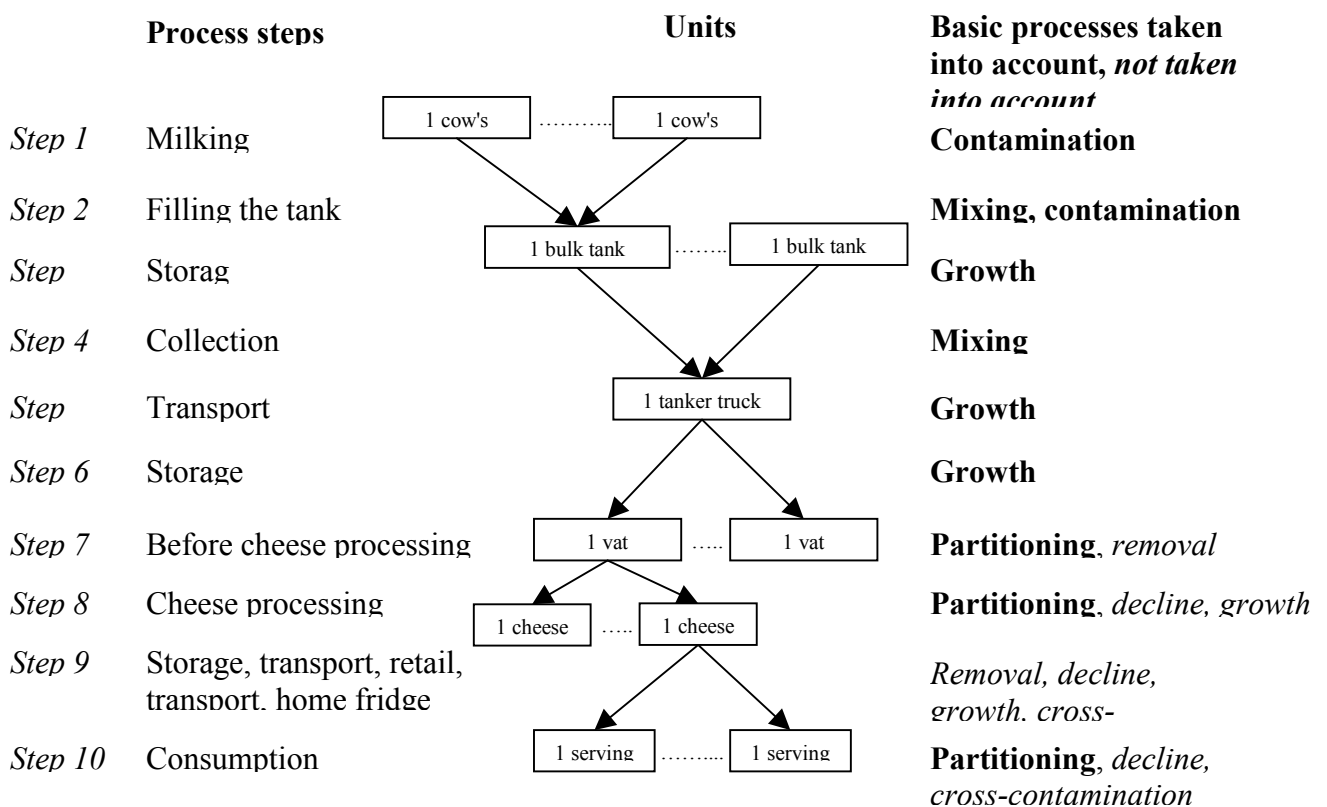 Process steps Units Basic processes taken
into account, not taken
into account
1 cow's ……….. 1 cow's
Step 1 Milking Contamination
Step 2 Filling the tank Mixing, contamination
1 bulk tank …….. 1 bulk tank
Step Storag Growth
Step 4 Collection Mixing
Step Transport 1 tanker truck Growth
Step 6 Storage Growth
Step 7 Before cheese processing 1 vat ….. 1 vat Partitioning, removal
Step 8 Cheese processing 1 cheese ….. 1 cheese Partitioning, decline, growth
Step 9 Storage, transport, retail, Removal, decline,
transport, home fridge growth, cross-
Step 10 Consumption 1 serving ……... 1 serving Partitioning, decline,
cross-contamination